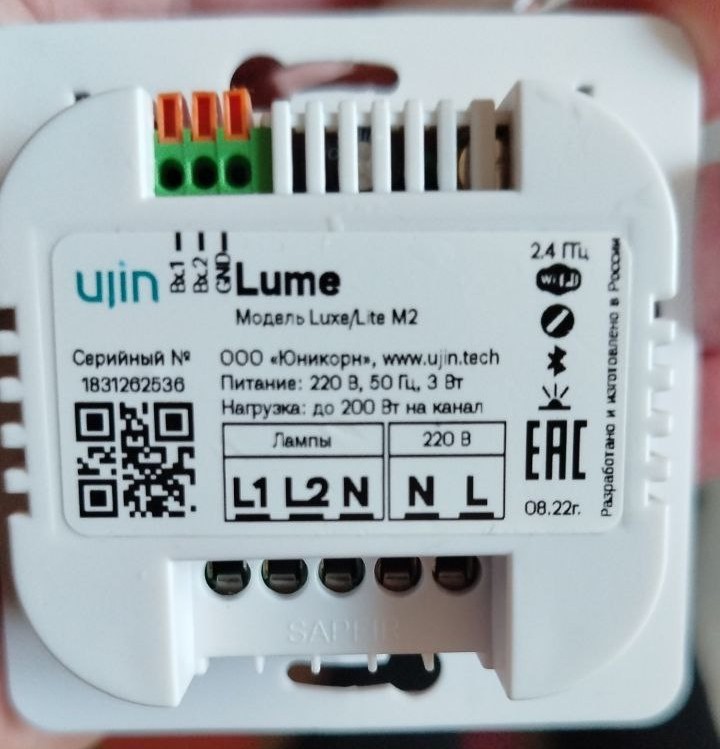 Вх.1
Вх.2
GND
ujin
Lume
Модель Luxe/Lite M2
Серийный №
1831262536
ООО «Юникорн», www.ujin.tech
Питание: 220 В, 50 Гц, 3 Вт
Нагрузка: до 200 Вт на канал
Лампы
220 В
L1 L2 N
N L
2.4 ГГц
Wi Fi
EAC
08.22г.
Разработано и изготовлено в России
SAPFIR